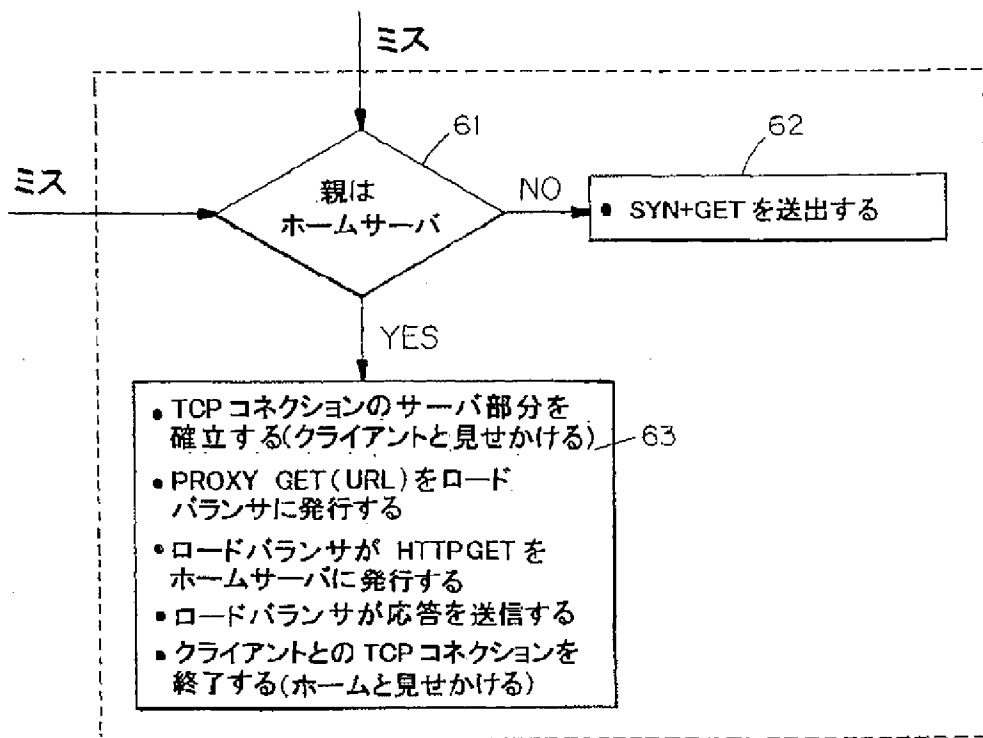 ミス
61
62
ミス
親は
ホームサーバ
NO
• SYN+GET を送出する
YES
• TCP コネクションのサーバ部分を
確立する(クライアントと見せかける)
63
• PROXY GET(URL)をロード
バランサに発行する
• ロードバランサが HTTPGET を
ホームサーバに発行する
• ロードバランサが応答を送信する
• クライアントとの TCP コネクションを
終了する(ホームと見せかける)